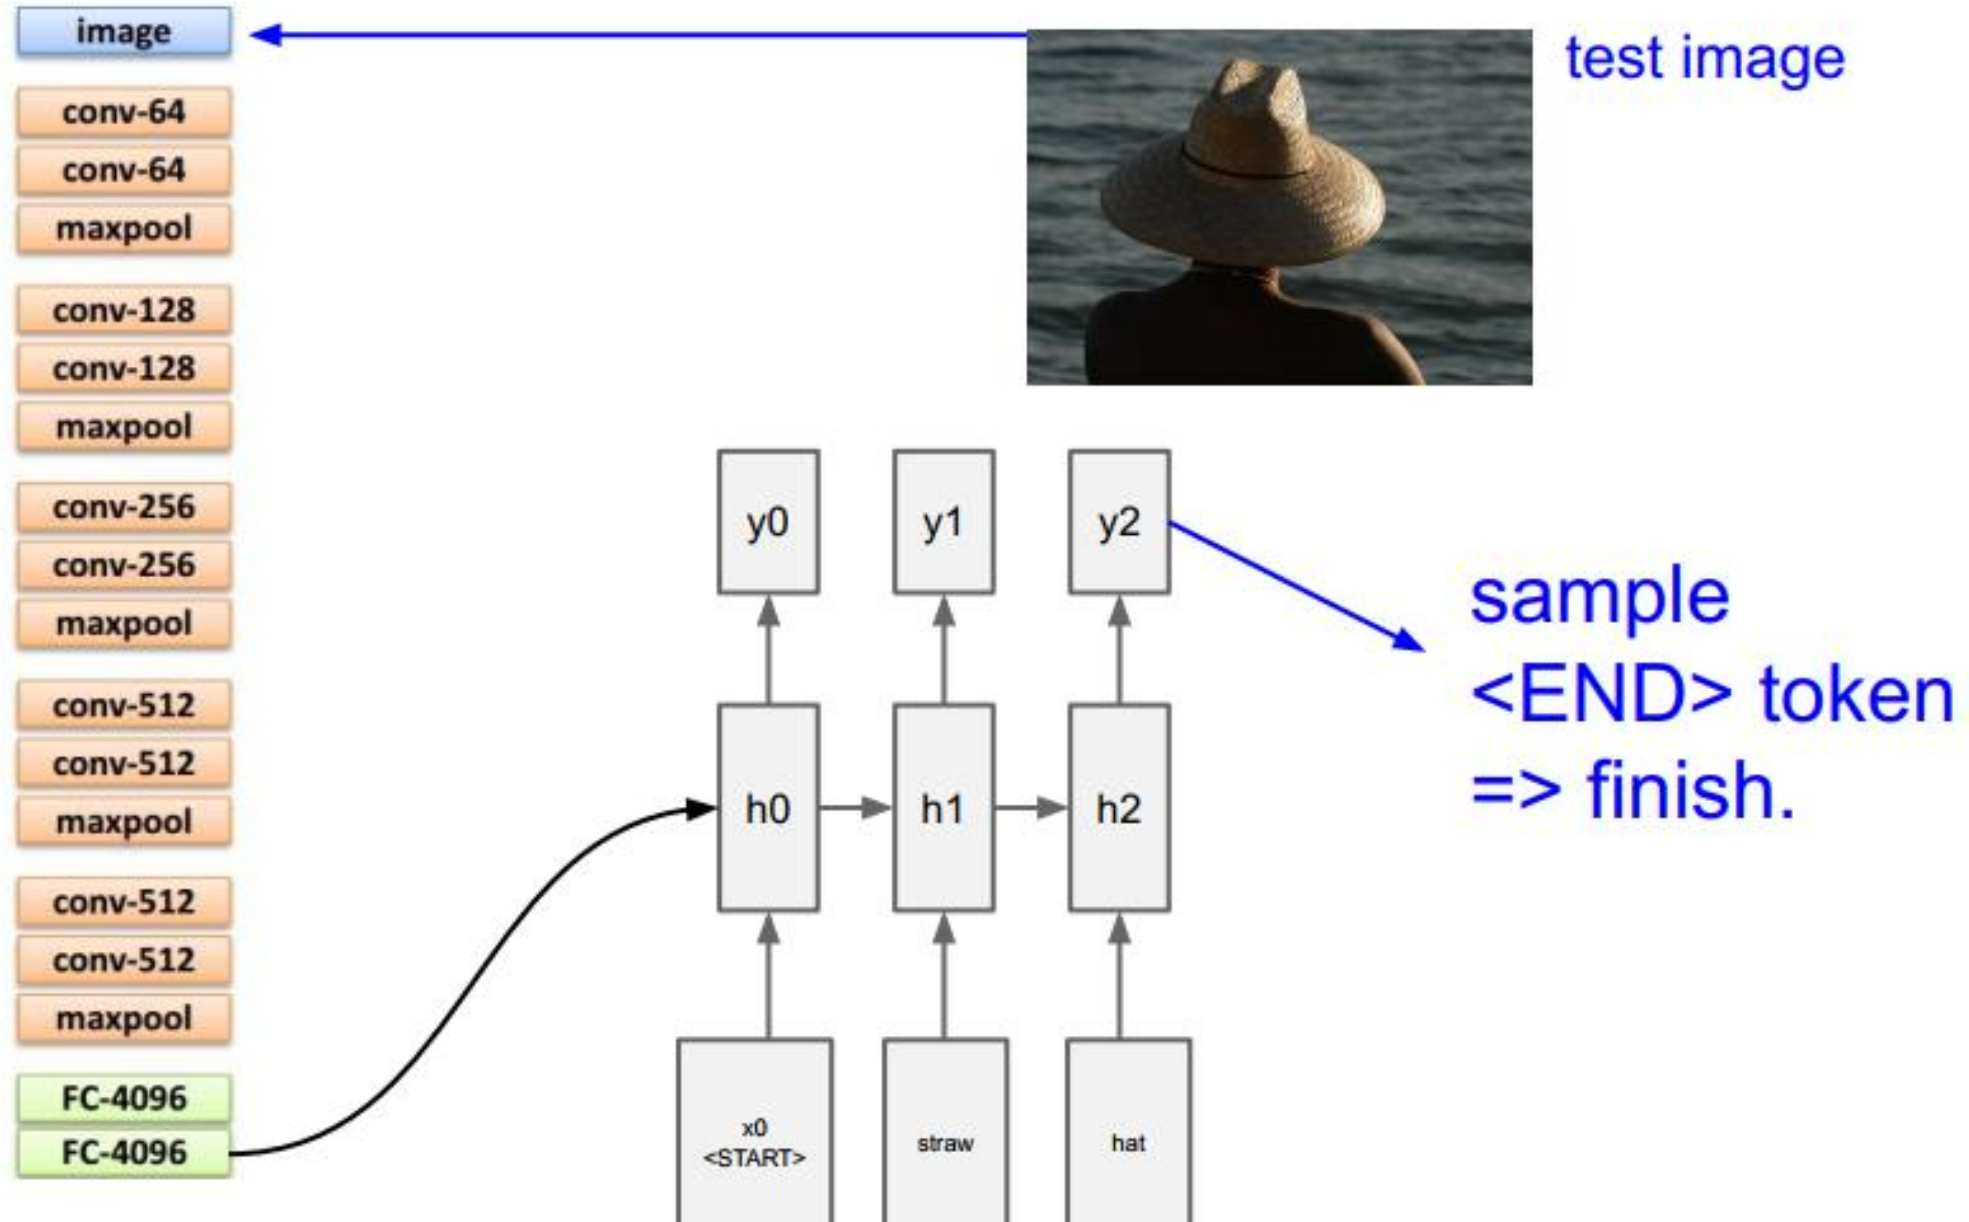 image
conv-64
conv-64
maxpool
conv-128
conv-128
maxpool
conv-256
conv-256
maxpool
conv-512
conv-512
maxpool
conv-512
conv-512
maxpool
FC-4096
FC-4096
test image
y0
y1
y2
h0
h1
h2
x0
<START>
straw
hat
sample
<END> token
=> finish.